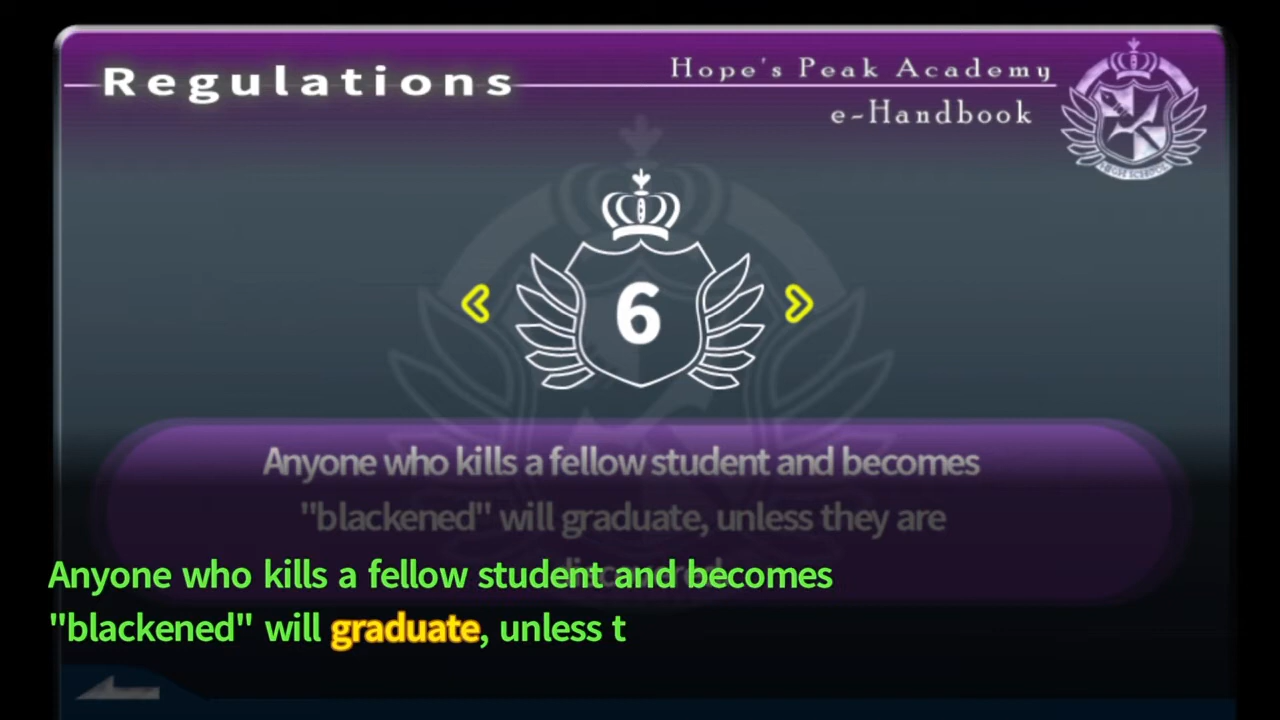 Regulations
Hope's Peak Academy
e-Handbook
6
Anyone who kills a fellow student and becomes
"blackened" will graduate, unless they are
discovered.
Anyone who kills a fellow student and becomes
"blackened" will graduate, unless t